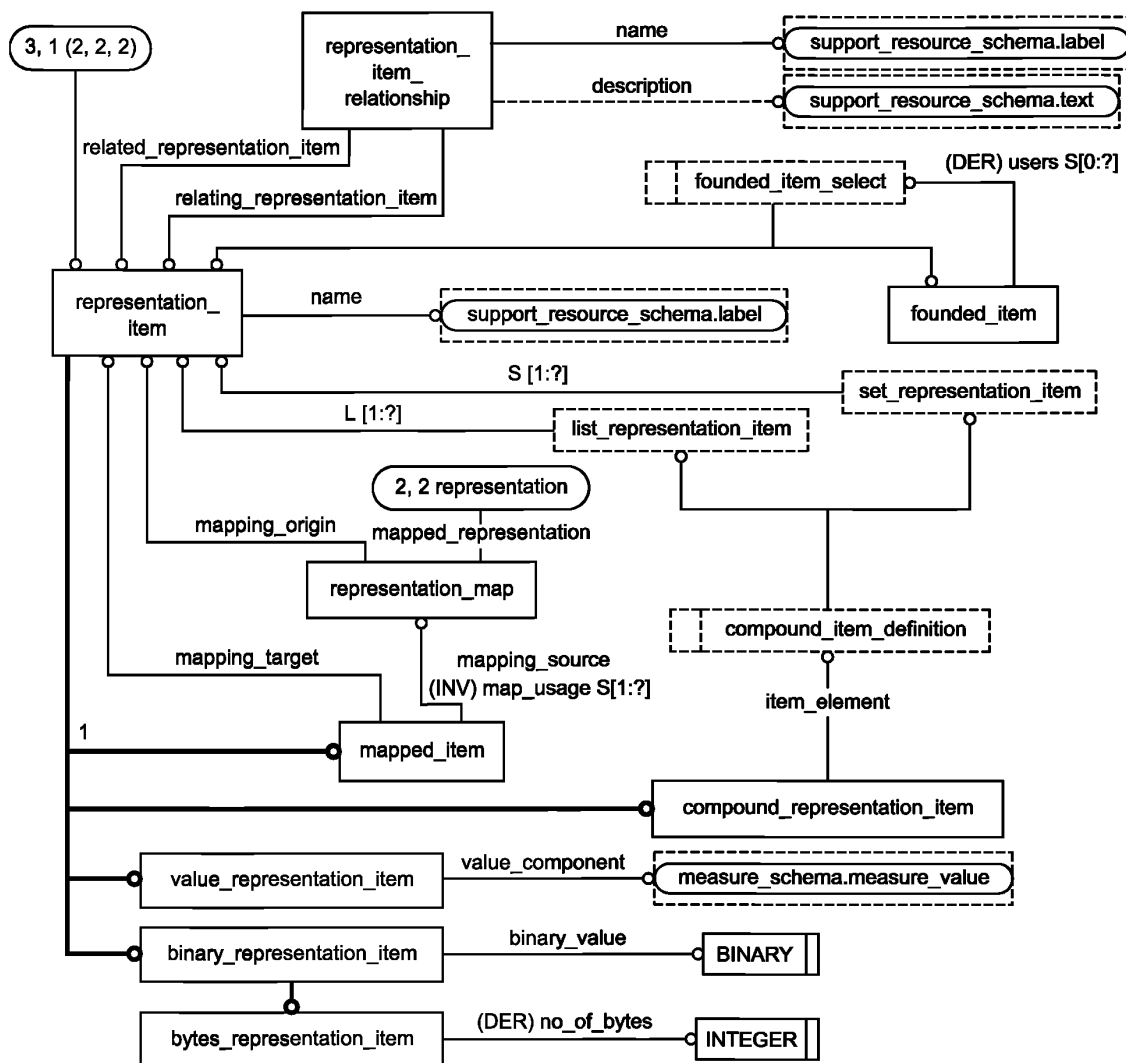 3, 1 (2, 2, 2)
representation_
item_
relationship
name
support_resource_schema.label
description
support_resource_schema.text
related_representation_item
relating_representation_item
founded_item_select
(DER) users S[0:?]
representation_
item
name
support_resource_schema.label
founded_item
S [1:?]
set_representation_item
L [1:?]
list_representation_item
2, 2 representation
mapping_origin
mapped_representation
representation_map
compound_item_definition
mapping_target
mapping_source
(INV) map_usage S[1:?]
item_element
1
mapped_item
compound_representation_item
value_representation_item
value_component
measure_schema.measure_value
binary_representation_item
binary_value
BINARY
bytes_representation_item
(DER) no_of_bytes
INTEGER